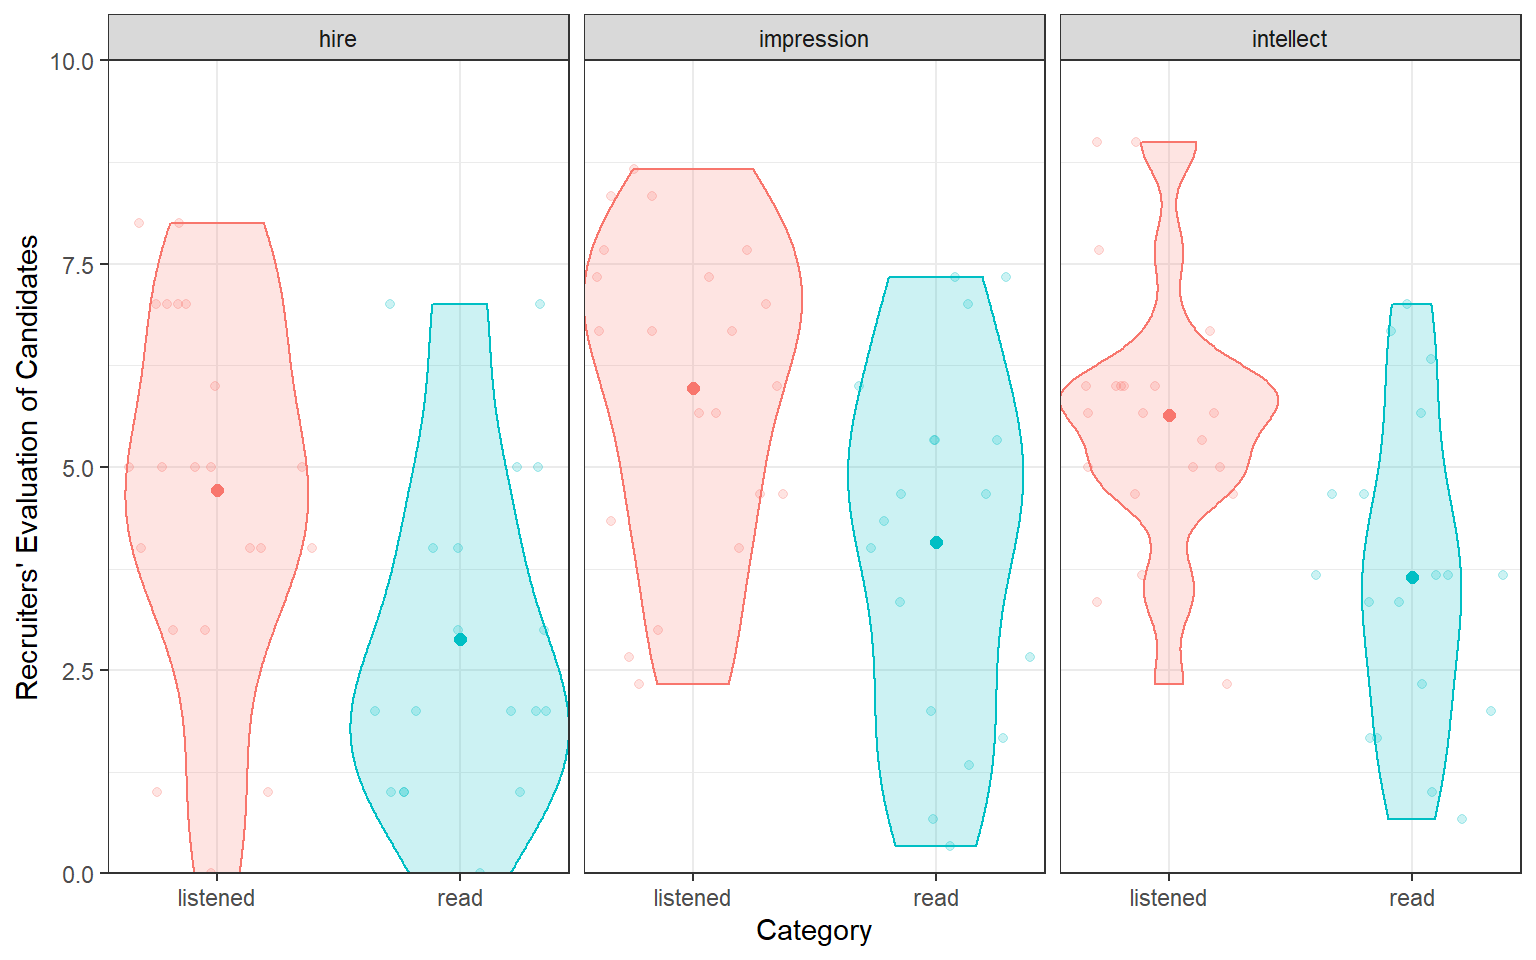 hire impression intellect
10.0
7.5
5.0
2.5
0.0
Recruiters' Evaluation of Candidates
listened read listened read listened read
Category